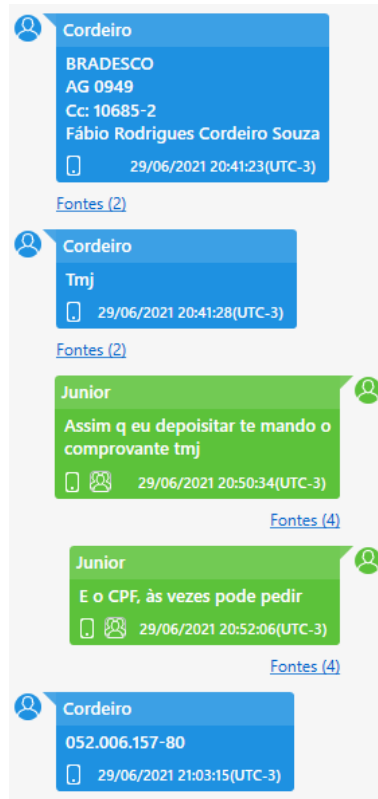 Cordeiro
BRADESCO
AG 0949
Cc: 10685-2
Fábio Rodrigues Cordeiro Souza
29/06/2021 20:41:23(UTC-3)
Fontes (2)
Cordeiro
Tmj
29/06/2021 20:41:28(UTC-3)
Fontes (2)
Junior
Assim q eu depoisitar te mando o
comprovante tmj
29/06/2021 20:50:34(UTC-3)
Fontes (4)
Junior
E o CPF, às vezes pode pedir
29/06/2021 20:52:06(UTC-3)
Fontes (4)
Cordeiro
052.006.157-80
29/06/2021 21:03:15(UTC-3)